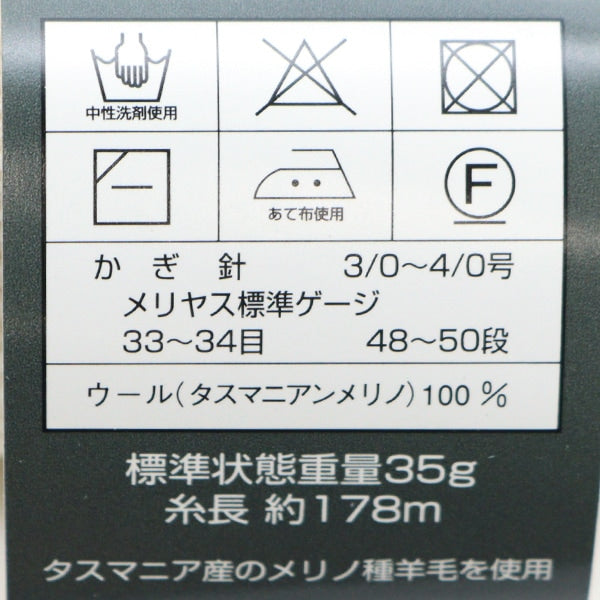 中性洗剤使用
あて布使用
F
かぎ針 3/0～4/0号
メリヤス標準ゲージ
33～34目 48～50段
ウール(タスマニアンメリノ)100%
標準状態重量35g
糸長 約178m
タスマニア産のメリノ種羊毛を使用